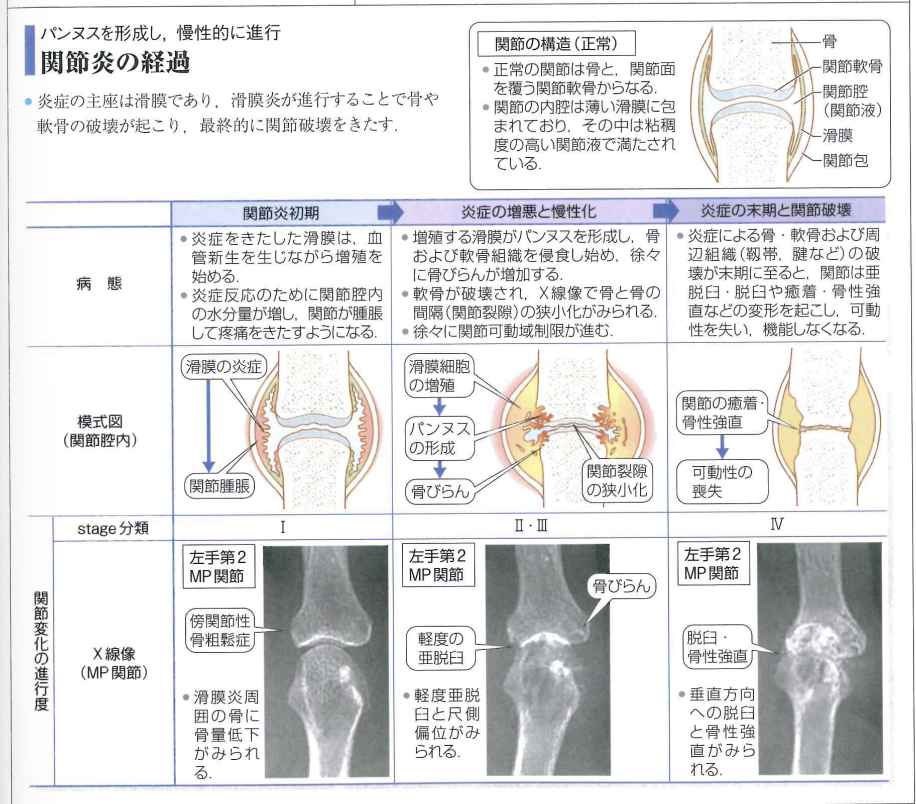 パンヌスを形成し，慢性的に進行
関節炎の経過
● 炎症の主座は滑膜であり，滑膜炎が進行することで骨や
軟骨の破壊が起こり，最終的に関節破壊をきたす．
関節の構造（正常）
● 正常の関節は骨と，関節面
を覆う関節軟骨からなる．
● 関節の内腔は薄い滑膜に包
まれており，その中は粘稠
度の高い関節液で満たされ
ている．
骨
関節軟骨
関節腔
（関節液）
滑膜
関節包
関節炎初期
炎症の増悪と慢性化
炎症の末期と関節破壊
病　態
● 炎症をきたした滑膜は，血
管新生を生じながら増殖を
始める．
● 炎症反応のために関節腔内
の水分量が増し，関節が腫脹
して疼痛をきたすようになる．
● 増殖する滑膜がパンヌスを形成し，骨
および軟骨組織を侵食し始め，徐々
に骨びらんが増加する．
● 軟骨が破壊され，X線像で骨と骨の
間隔（関節裂隙）の狭小化がみられる．
● 徐々に関節可動域制限が進む．
● 炎症による骨・軟骨および周
辺組織（靱帯，腱など）の破
壊が末期に至ると，関節は亜
脱臼・脱臼や癒着・骨性強
直などの変形を起こし，可動
性を失い，機能しなくなる．
模式図
（関節腔内）
滑膜の炎症
関節腫脹
滑膜細胞
の増殖
パンヌス
の形成
骨びらん
関節裂隙
の狭小化
関節の癒着・
骨性強直
可動性の
喪失
関節変化の進行度
stage分類
Ⅰ
Ⅱ・Ⅲ
Ⅳ
X線像
（MP関節）
左手第2
MP関節
傍関節性
骨粗鬆症
● 滑膜炎周
囲の骨に
骨量低下
がみられ
る．
左手第2
MP関節
骨びらん
軽度の
亜脱臼
● 軽度亜脱
臼と尺側
偏位がみ
られる．
左手第2
MP関節
脱臼・
骨性強直
● 垂直方向
への脱臼
と骨性強
直がみら
れる．